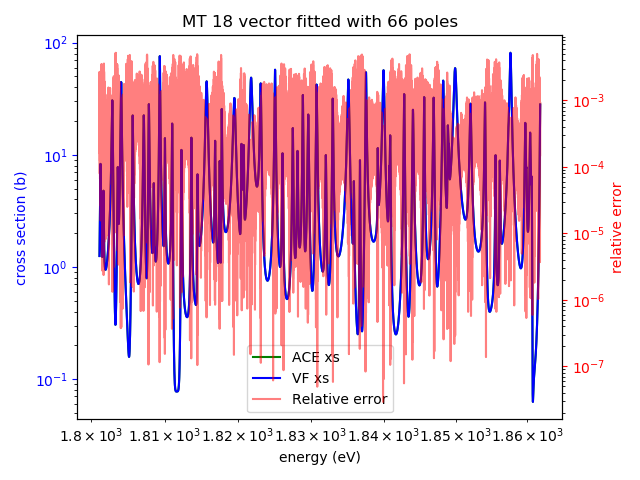 MT 18 vector fitted with 66 poles
10²
10¹
10⁰
10⁻¹
cross section (b)
10⁻³
10⁻⁴
10⁻⁵
10⁻⁶
10⁻⁷
relative error
ACE xs
VF xs
Relative error
1.8 × 10³ 1.81 × 10³ 1.82 × 10³ 1.83 × 10³ 1.84 × 10³ 1.85 × 10³ 1.86 × 10³
energy (eV)